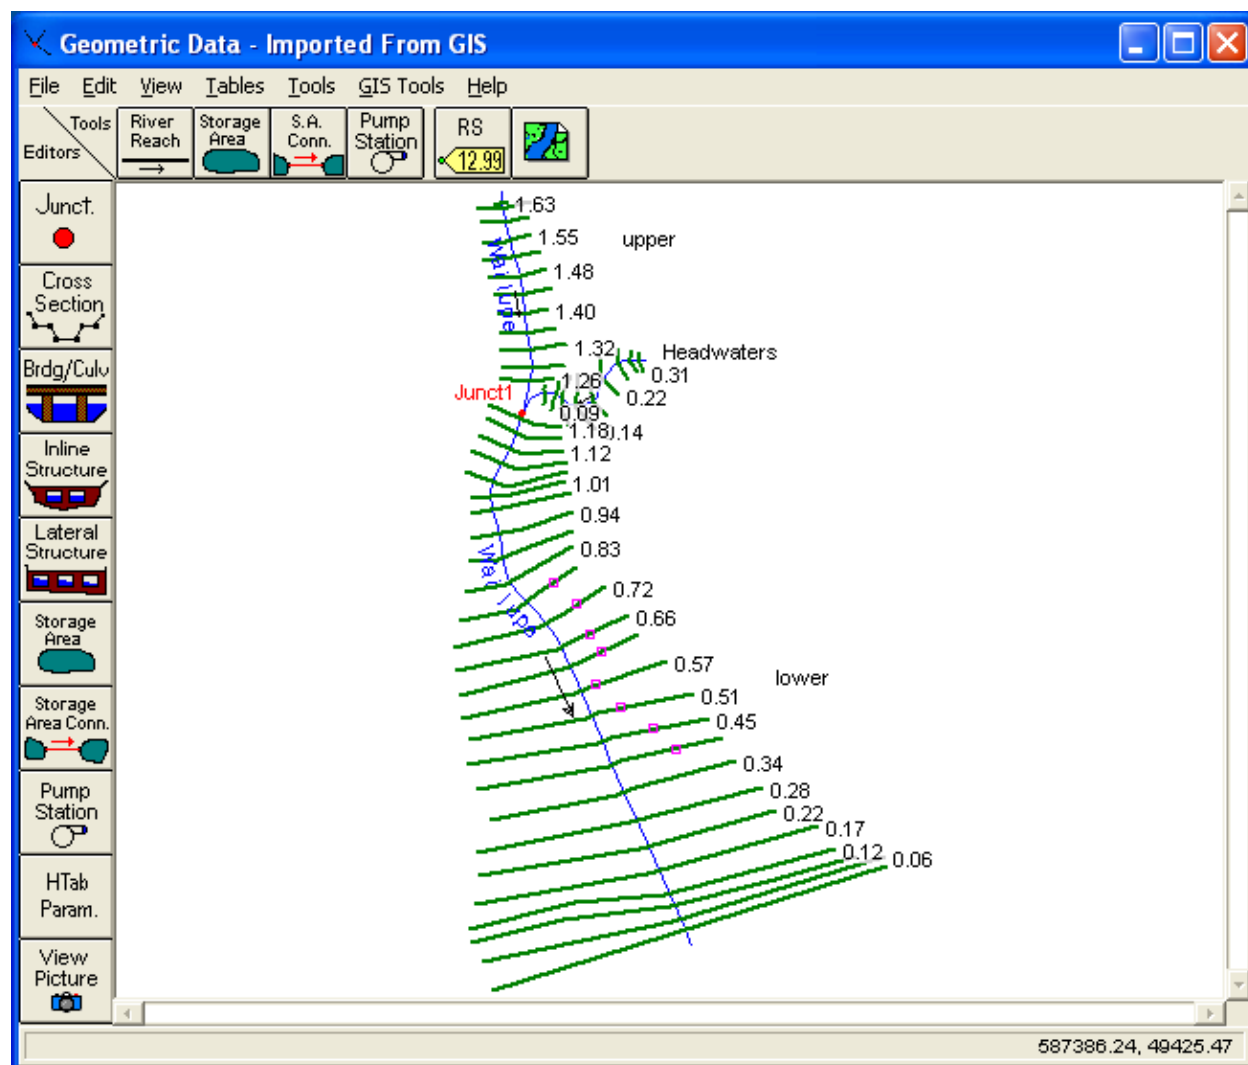 Geometric Data - Imported From GIS
File Edit View Tables Tools GIS Tools Help
Tools
Editors
River
Reach
Storage
Area
S.A.
Conn.
Pump
Station
RS
12.99
Junct.
Cross
Section
Brdg/Culv
Inline
Structure
Lateral
Structure
Storage
Area
Storage
Area Conn.
Pump
Station
HTab
Param.
View
Picture
1.63
1.55
upper
1.48
Wailupe
1.40
1.32
Headwaters
0.31
1.26
0.22
Junct1
0.09
1.18
0.14
1.12
1.01
0.94
0.83
Wailupe
0.72
0.66
0.57
lower
0.51
0.45
0.34
0.28
0.22
0.17
0.12
0.06
587386.24, 49425.47